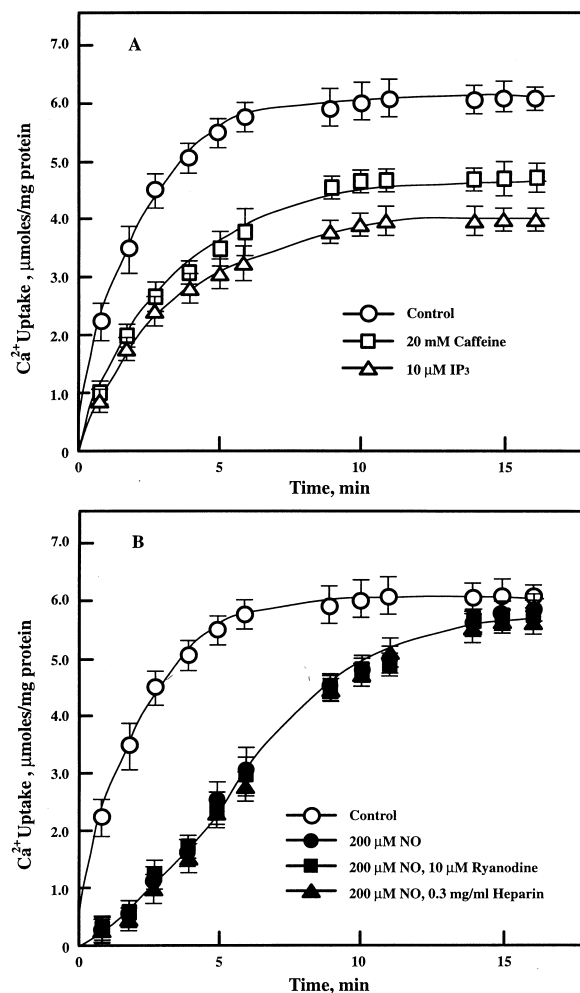 A
7.0
6.0
5.0
4.0
3.0
2.0
1.0
0
Ca2+Uptake , µmoles/mg protein
Control
20 mM Caffeine
10 µM IP3
0
5
10
15
Time, min
B
7.0
6.0
5.0
4.0
3.0
2.0
1.0
0
Ca2+Uptake , µmoles/mg protein
Control
200 µM NO
200 µM NO, 10 µM Ryanodine
200 µM NO, 0.3 mg/ml Heparin
0
5
10
15
Time, min